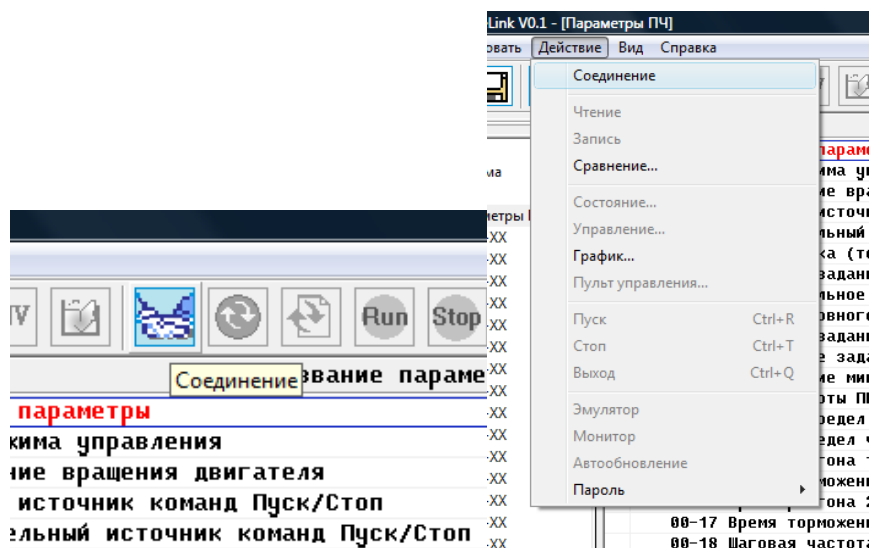 Соединение
звание параме
параметры
жима управления
ние вращения двигателя
источник команд Пуск/Стоп
ельный источник команд Пуск/Стоп
Run
Stop
Link V0.1 - [Параметры ПЧ]
овать Действие Вид Справка
Соединение
Чтение
Запись
Сравнение...
Состояние...
Управление...
График...
Пульт управления...
Пуск Ctrl+R
Стоп Ctrl+T
Выход Ctrl+Q
Эмулятор
Монитор
Автообновление
Пароль
00-17 Время торможен
00-18 Шаговая частота